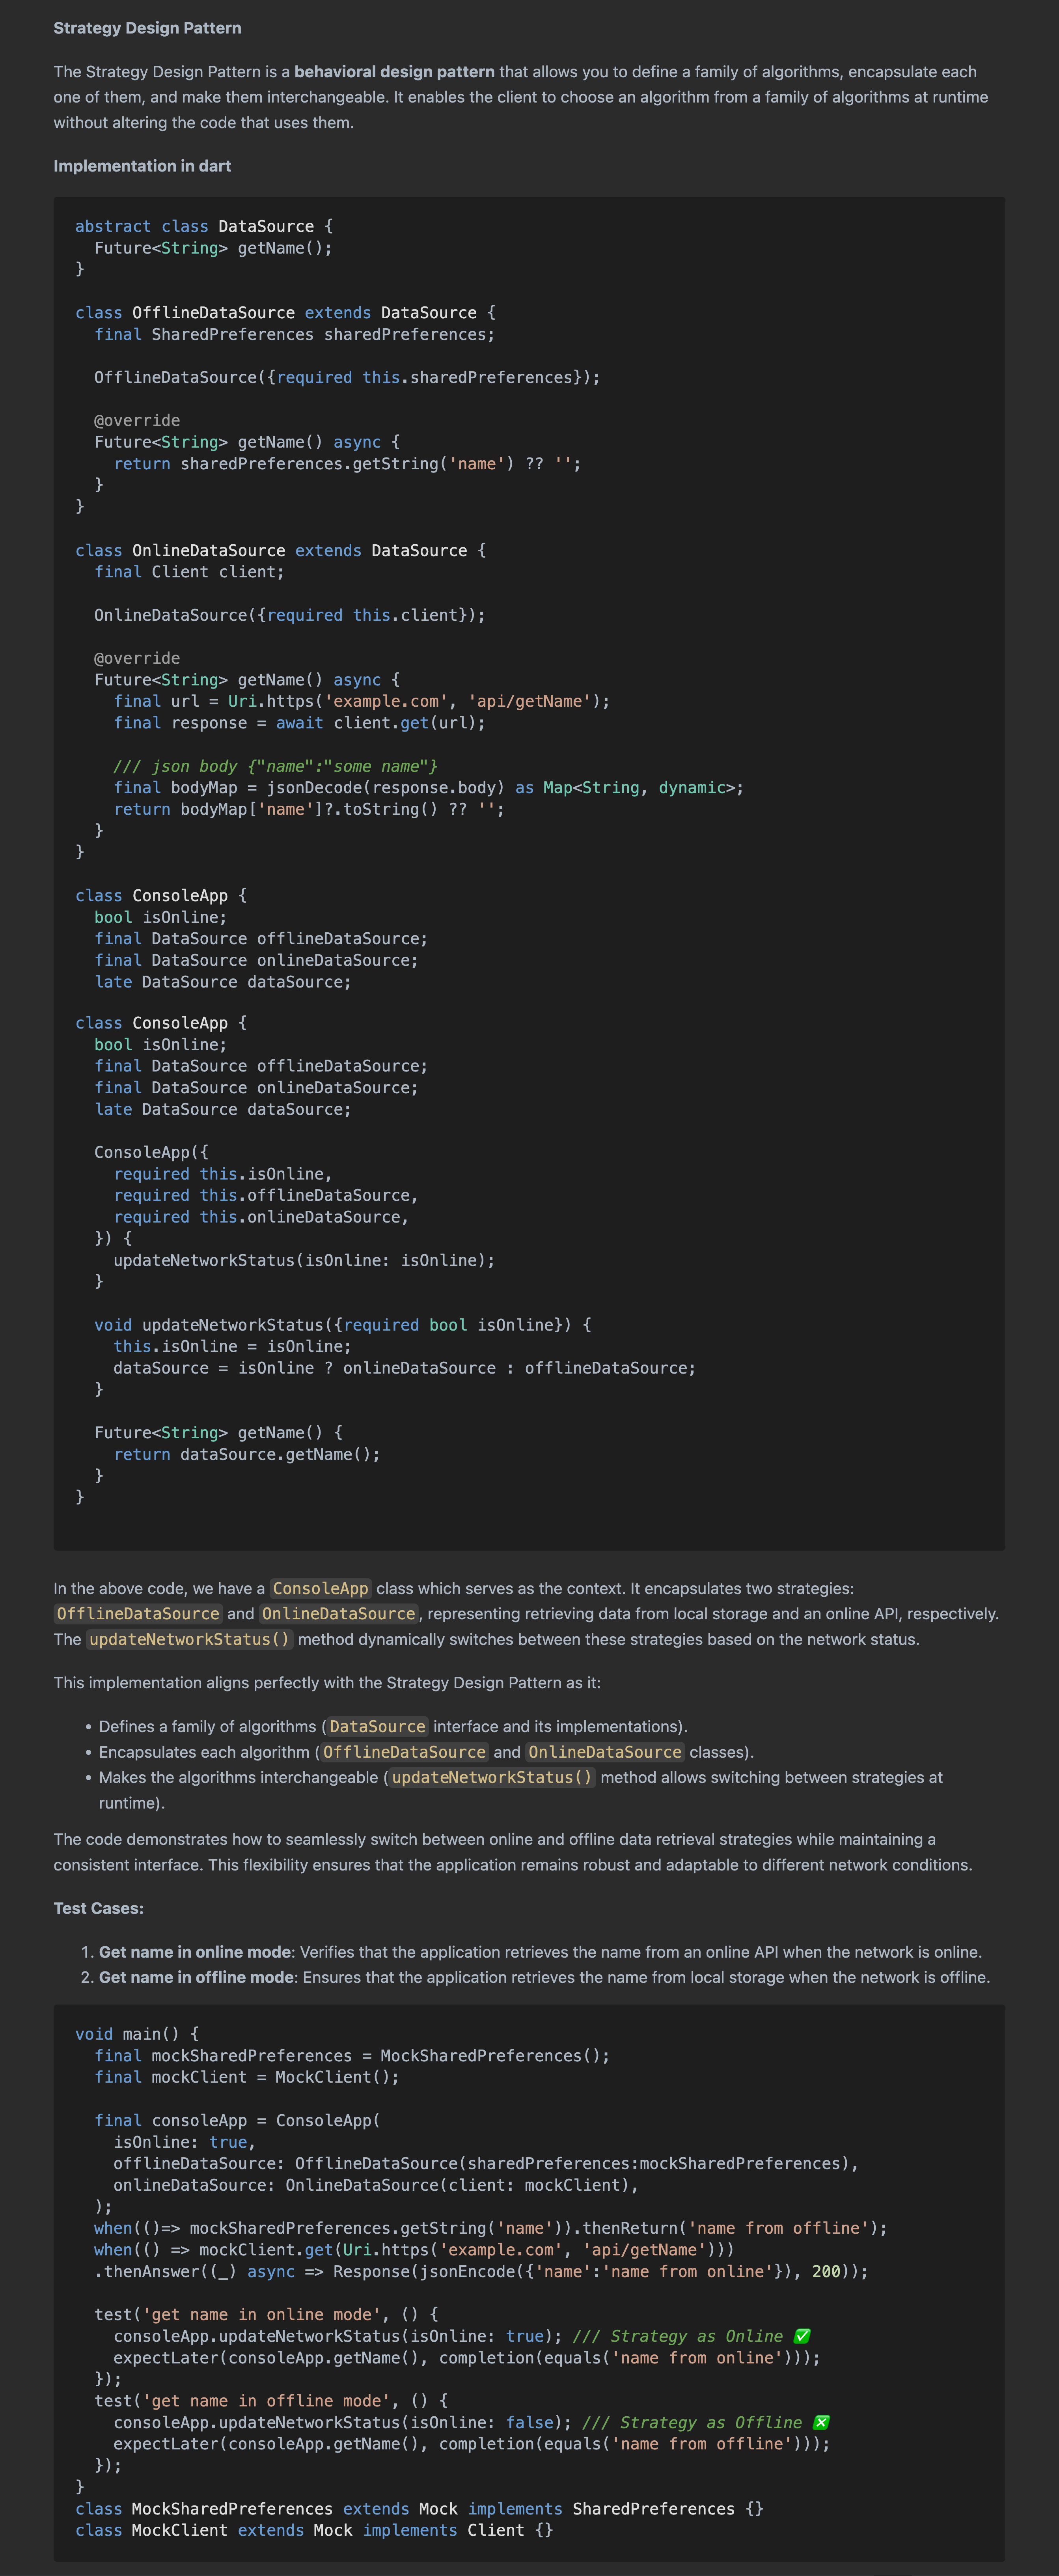 Strategy Design Pattern
The Strategy Design Pattern is a behavioral design pattern that allows you to define a family of algorithms, encapsulate each
one of them, and make them interchangeable. It enables the client to choose an algorithm from a family of algorithms at runtime
without altering the code that uses them.
Implementation in dart
abstract class DataSource {
  Future<String> getName();
}
class OfflineDataSource extends DataSource {
  final SharedPreferences sharedPreferences;
  OfflineDataSource({required this.sharedPreferences});
  @override
  Future<String> getName() async {
    return sharedPreferences.getString('name') ?? '';
  }
}
class OnlineDataSource extends DataSource {
  final Client client;
  OnlineDataSource({required this.client});
  @override
  Future<String> getName() async {
    final url = Uri.https('example.com', 'api/getName');
    final response = await client.get(url);
    /// json body {"name":"some name"}
    final bodyMap = jsonDecode(response.body) as Map<String, dynamic>;
    return bodyMap['name']?.toString() ?? '';
  }
}
class ConsoleApp {
  bool isOnline;
  final DataSource offlineDataSource;
  final DataSource onlineDataSource;
  late DataSource dataSource;
class ConsoleApp {
  bool isOnline;
  final DataSource offlineDataSource;
  final DataSource onlineDataSource;
  late DataSource dataSource;
  ConsoleApp({
    required this.isOnline,
    required this.offlineDataSource,
    required this.onlineDataSource,
  }) {
    updateNetworkStatus(isOnline: isOnline);
  }
  void updateNetworkStatus({required bool isOnline}) {
    this.isOnline = isOnline;
    dataSource = isOnline ? onlineDataSource : offlineDataSource;
  }
  Future<String> getName() {
    return dataSource.getName();
  }
}
In the above code, we have a ConsoleApp class which serves as the context. It encapsulates two strategies:
OfflineDataSource and OnlineDataSource, representing retrieving data from local storage and an online API, respectively.
The updateNetworkStatus() method dynamically switches between these strategies based on the network status.
This implementation aligns perfectly with the Strategy Design Pattern as it:
• Defines a family of algorithms (DataSource interface and its implementations).
• Encapsulates each algorithm (OfflineDataSource and OnlineDataSource classes).
• Makes the algorithms interchangeable (updateNetworkStatus() method allows switching between strategies at
runtime).
The code demonstrates how to seamlessly switch between online and offline data retrieval strategies while maintaining a
consistent interface. This flexibility ensures that the application remains robust and adaptable to different network conditions.
Test Cases:
1. Get name in online mode: Verifies that the application retrieves the name from an online API when the network is online.
2. Get name in offline mode: Ensures that the application retrieves the name from local storage when the network is offline.
void main() {
  final mockSharedPreferences = MockSharedPreferences();
  final mockClient = MockClient();
  final consoleApp = ConsoleApp(
    isOnline: true,
    offlineDataSource: OfflineDataSource(sharedPreferences:mockSharedPreferences),
    onlineDataSource: OnlineDataSource(client: mockClient),
  );
  when(()=> mockSharedPreferences.getString('name')).thenReturn('name from offline');
  when(() => mockClient.get(Uri.https('example.com', 'api/getName')))
  .thenAnswer((_) async => Response(jsonEncode({'name':'name from online'}), 200));
  test('get name in online mode', () {
    consoleApp.updateNetworkStatus(isOnline: true); /// Strategy as Online ✅
    expectLater(consoleApp.getName(), completion(equals('name from online')));
  });
  test('get name in offline mode', () {
    consoleApp.updateNetworkStatus(isOnline: false); /// Strategy as Offline ❎
    expectLater(consoleApp.getName(), completion(equals('name from offline')));
  });
}
class MockSharedPreferences extends Mock implements SharedPreferences {}
class MockClient extends Mock implements Client {}